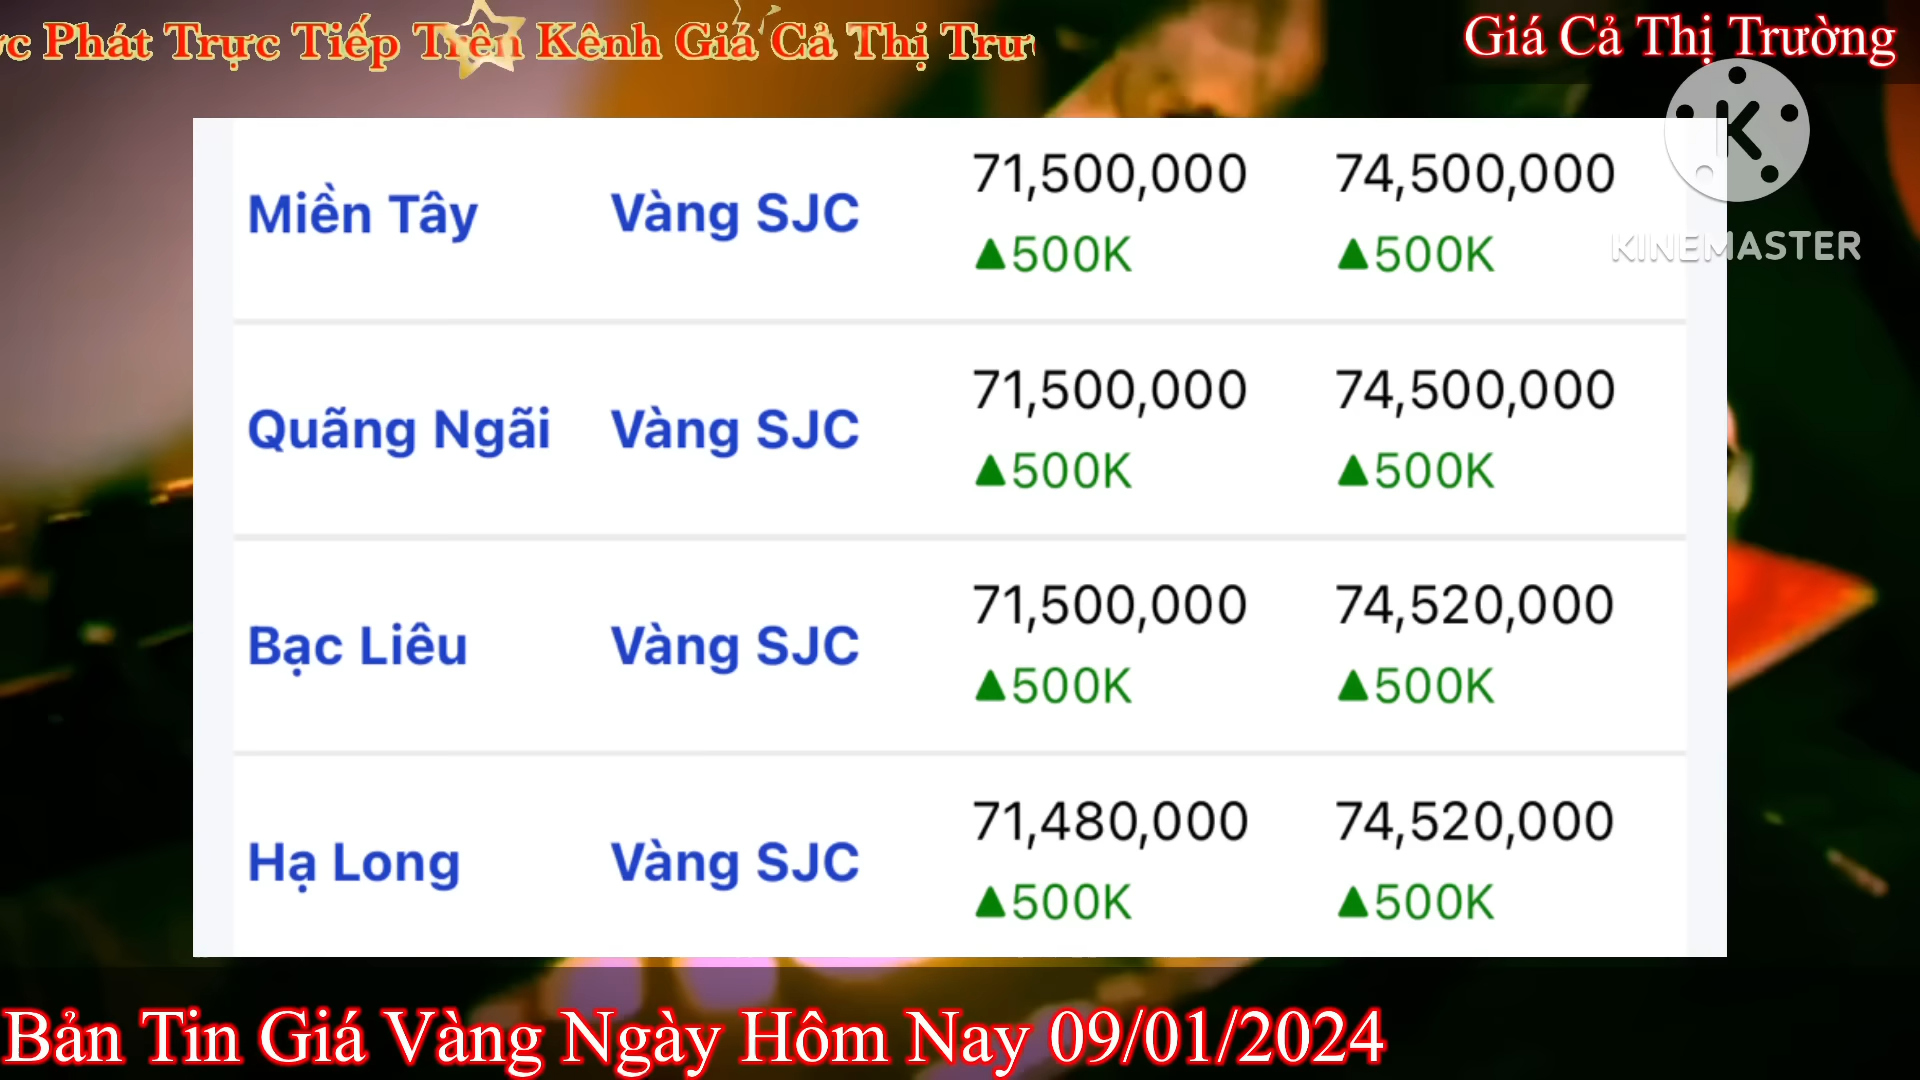 Phát Trực Tiếp Trên Kênh Giá Cả Thị
Giá Cả Thị Trường
KINEMASTER
Miền Tây Vàng SJC 71,500,000 74,500,000
▲500K ▲500K
Quãng Ngãi Vàng SJC 71,500,000 74,500,000
▲500K ▲500K
Bạc Liêu Vàng SJC 71,500,000 74,520,000
▲500K ▲500K
Hạ Long Vàng SJC 71,480,000 74,520,000
▲500K ▲500K
Bản Tin Giá Vàng Ngày Hôm Nay 09/01/2024